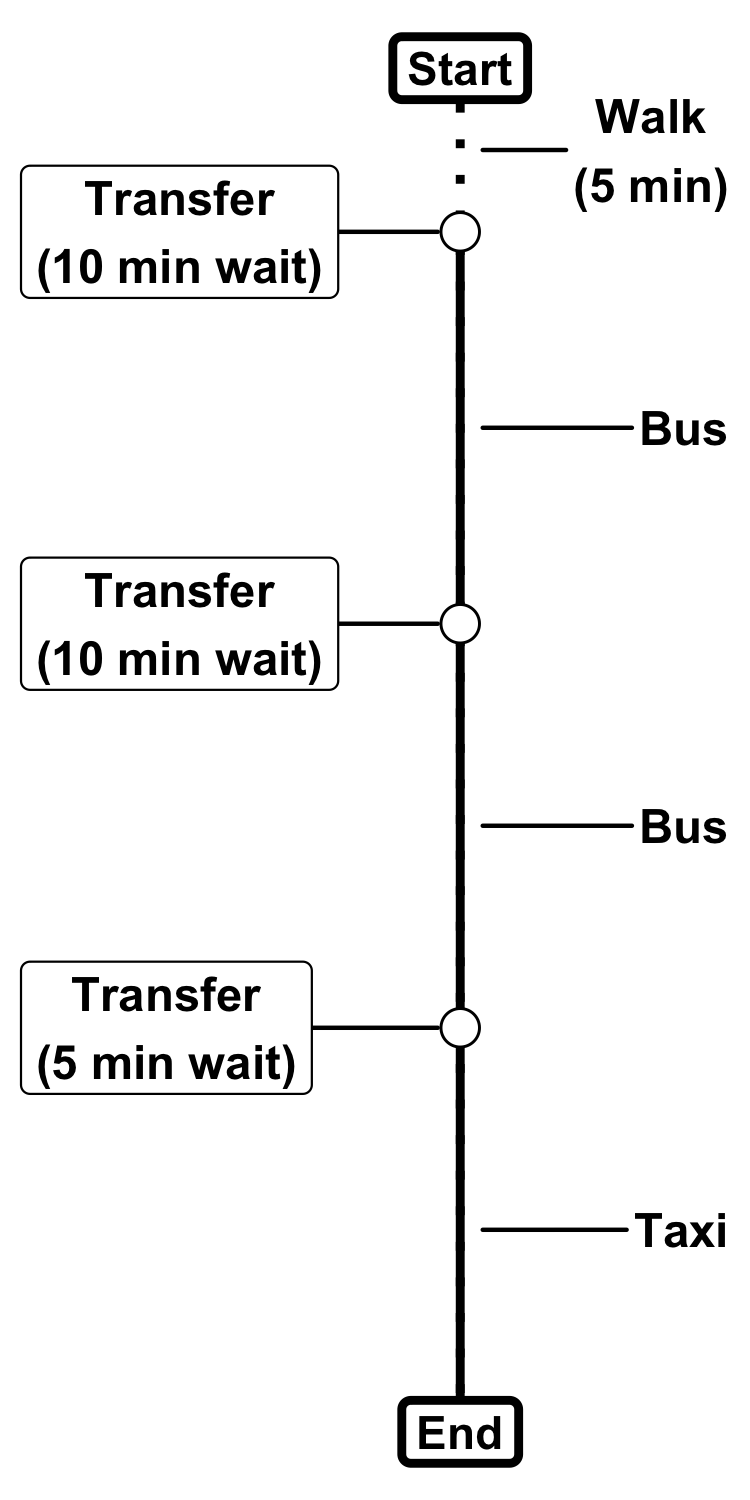 Start
Walk
(5 min)
Transfer
(10 min wait)
Bus
Transfer
(10 min wait)
Bus
Transfer
(5 min wait)
Taxi
End